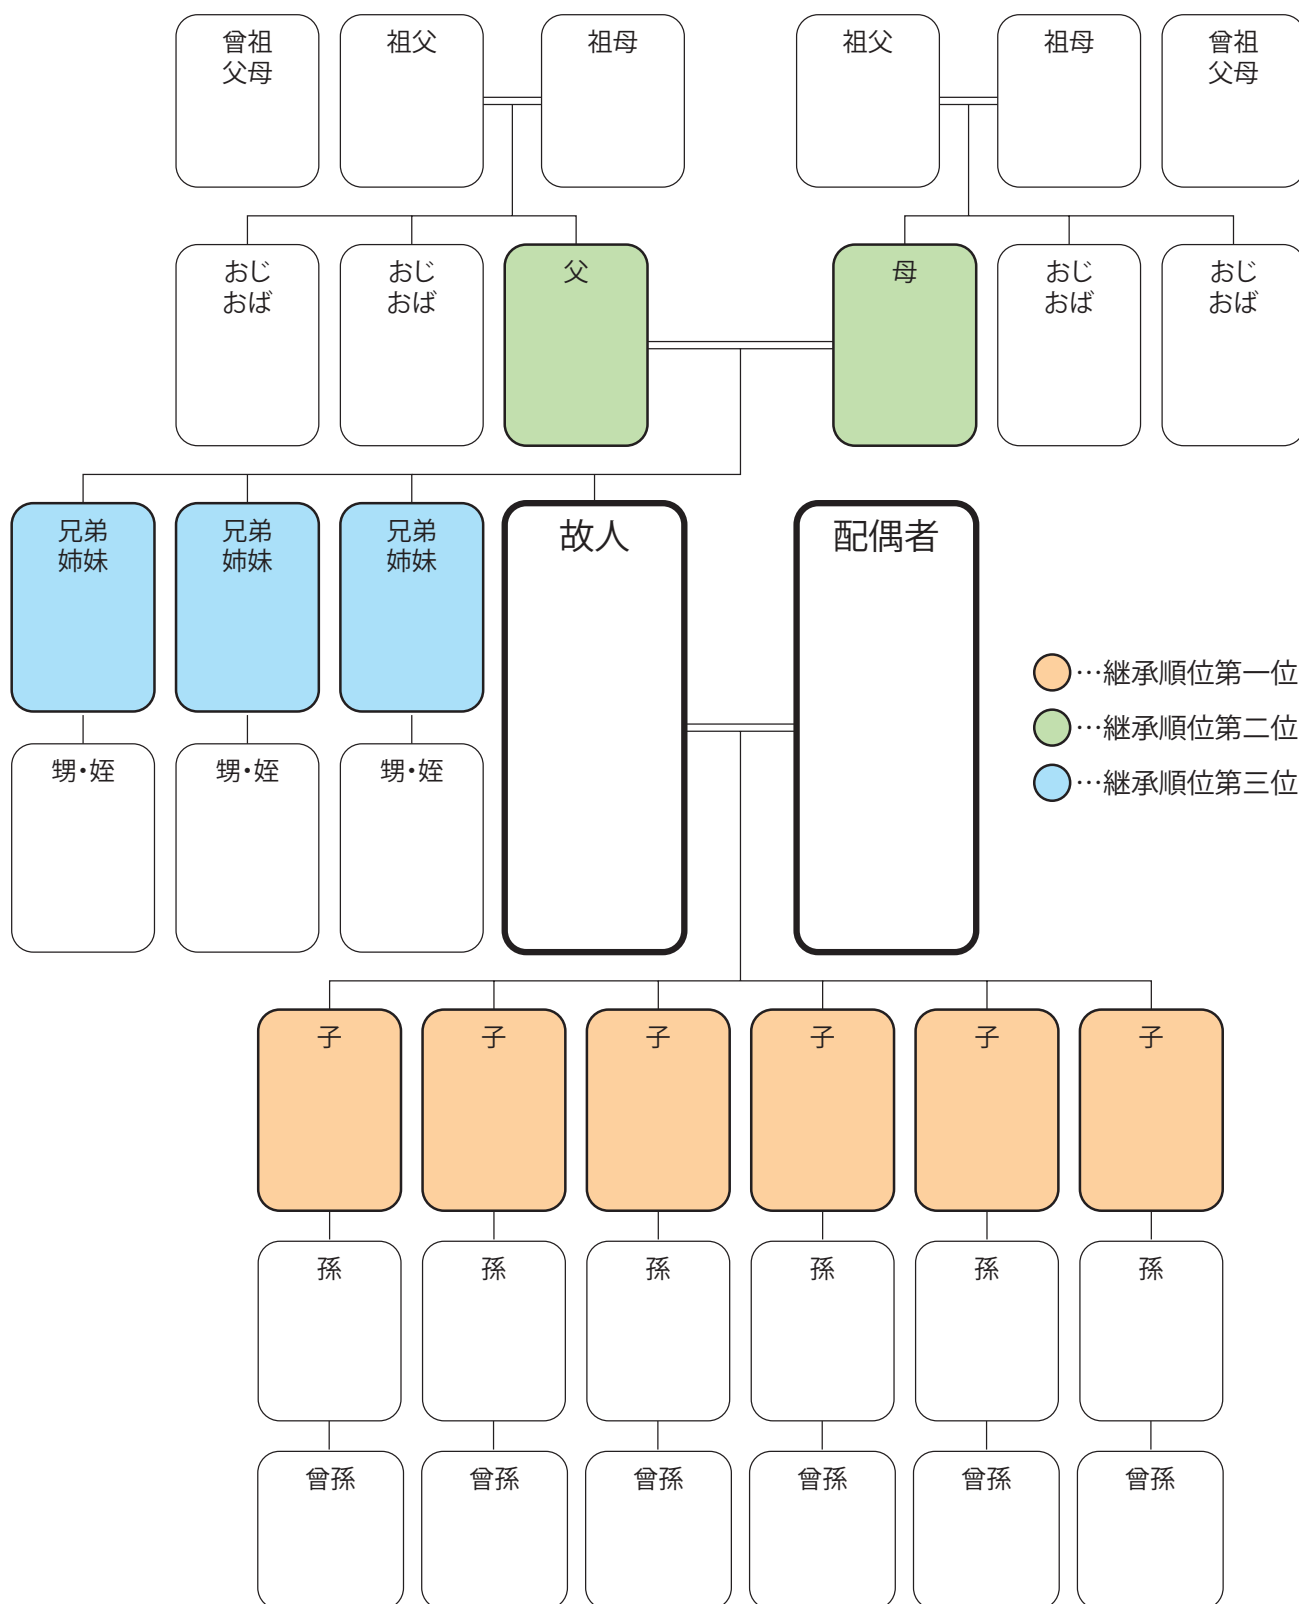 曾祖
父母
祖父
祖母
祖父
祖母
曾祖
父母
おじ
おば
おじ
おば
父
母
おじ
おば
おじ
おば
兄弟
姉妹
兄弟
姉妹
兄弟
姉妹
故人
配偶者
…継承順位第一位
…継承順位第二位
…継承順位第三位
甥・姪
甥・姪
甥・姪
子
子
子
子
子
子
孫
孫
孫
孫
孫
孫
曾孫
曾孫
曾孫
曾孫
曾孫
曾孫